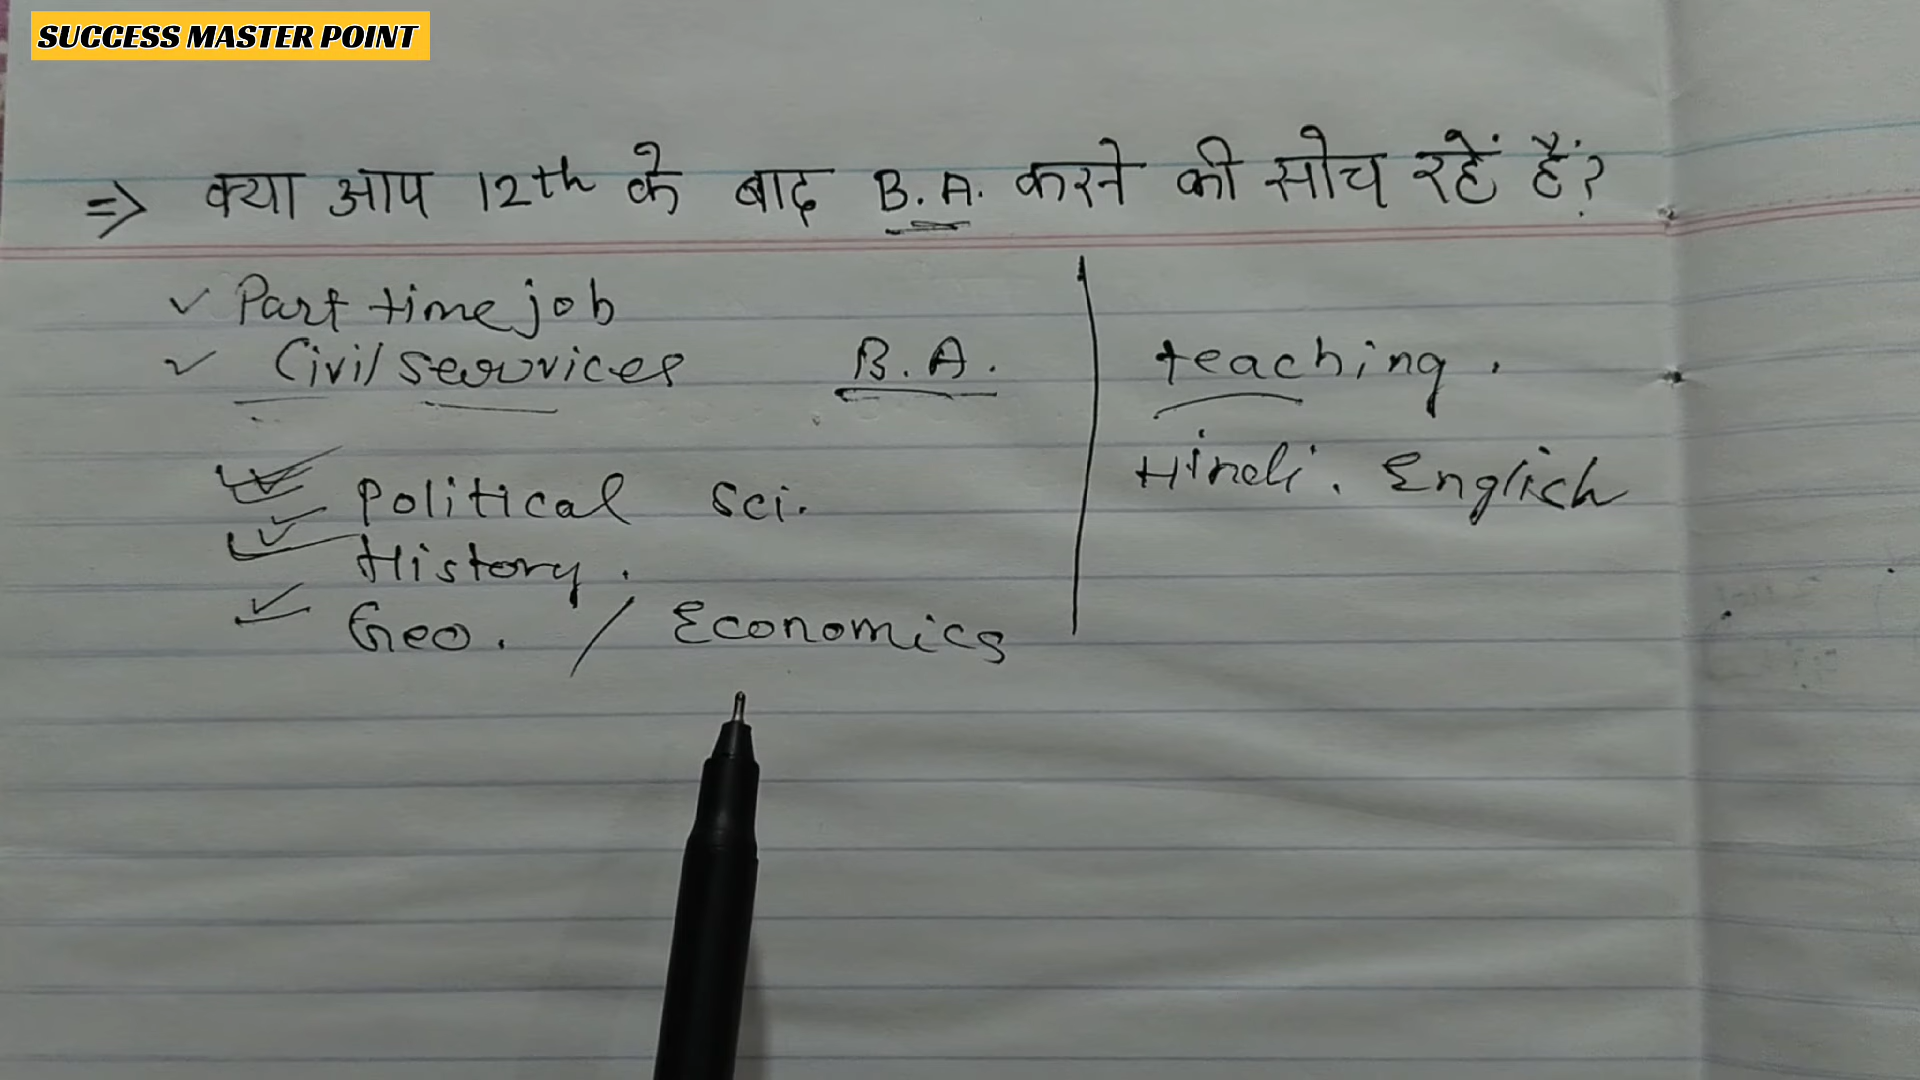 SUCCESS MASTER POINT
=> क्या आप 12th के बाद B.A. करने की सोच रहें हैं?
✓ Part time job
✓ Civil services B.A.
teaching.
Hindi. English
✓ Political Sci.
✓ History.
✓ Geo. / Economics